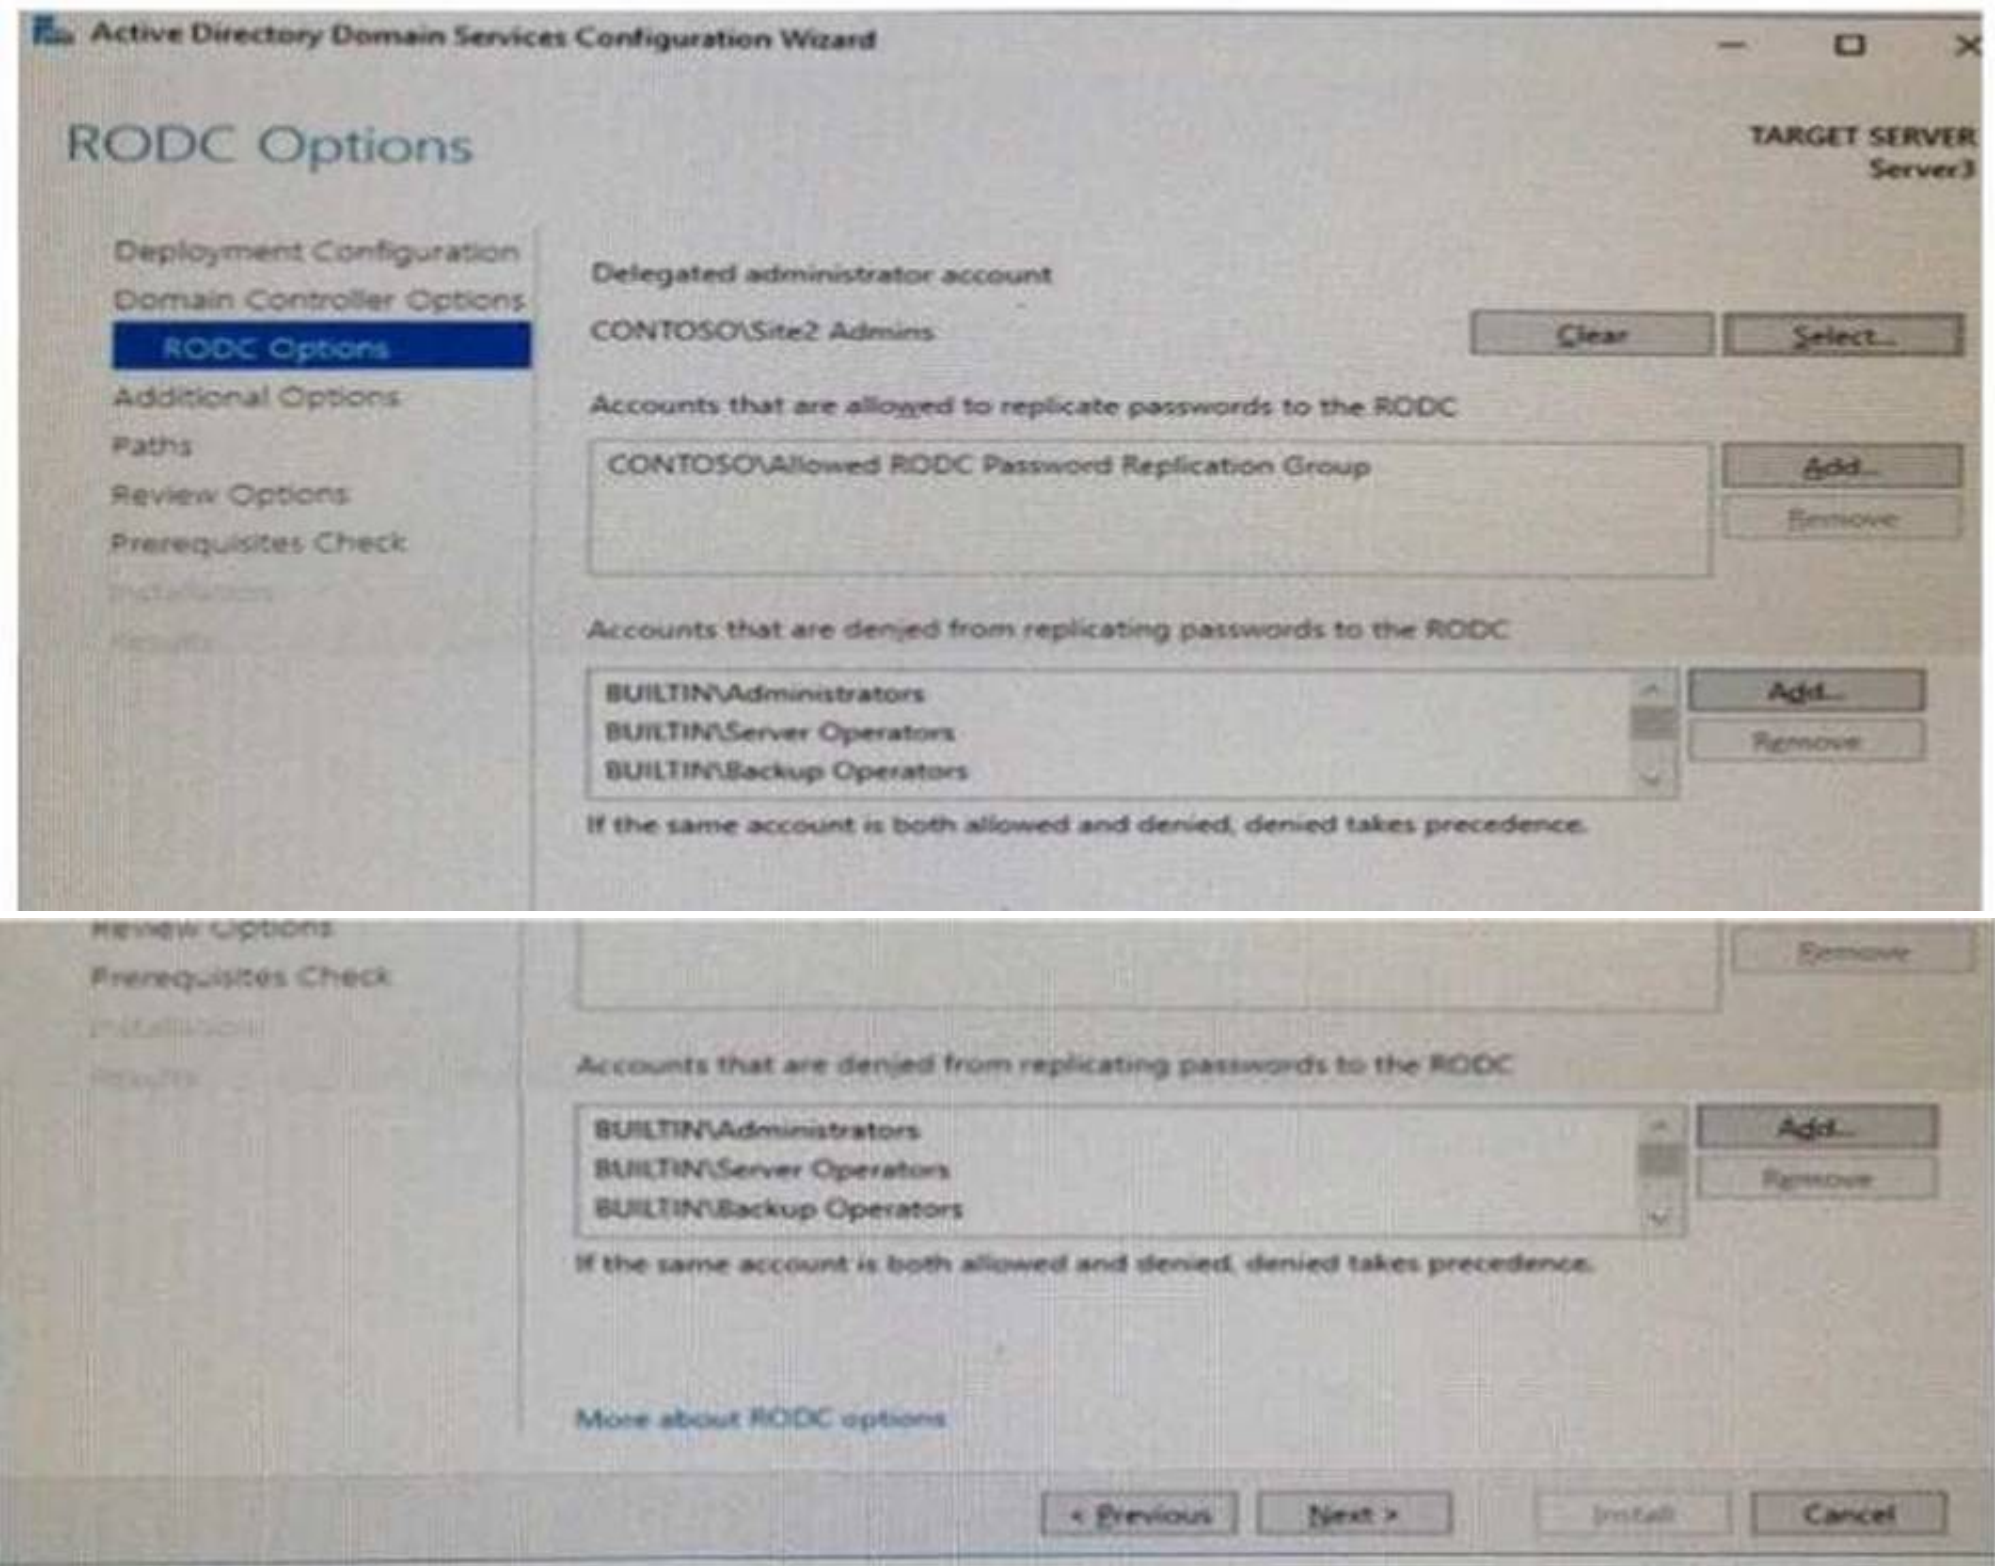 Active Directory Domain Services Configuration Wizard
RODC Options
TARGET SERVER
Server3
Deployment Configuration
Domain Controller Options
RODC Options
Additional Options
Paths
Review Options
Prerequisites Check
Installation
Results
Delegated administrator account
CONTOSO\Site2 Admins
Clear
Select...
Accounts that are allowed to replicate passwords to the RODC
CONTOSO\Allowed RODC Password Replication Group
Add...
Remove
Accounts that are denied from replicating passwords to the RODC
BUILTIN\Administrators
BUILTIN\Server Operators
BUILTIN\Backup Operators
Add...
Remove
If the same account is both allowed and denied, denied takes precedence.
Review Options
Prerequisites Check
Installation
Results
Remove
Accounts that are denied from replicating passwords to the RODC
BUILTIN\Administrators
BUILTIN\Server Operators
BUILTIN\Backup Operators
Add...
Remove
If the same account is both allowed and denied, denied takes precedence.
More about RODC options
< Previous
Next >
Install
Cancel